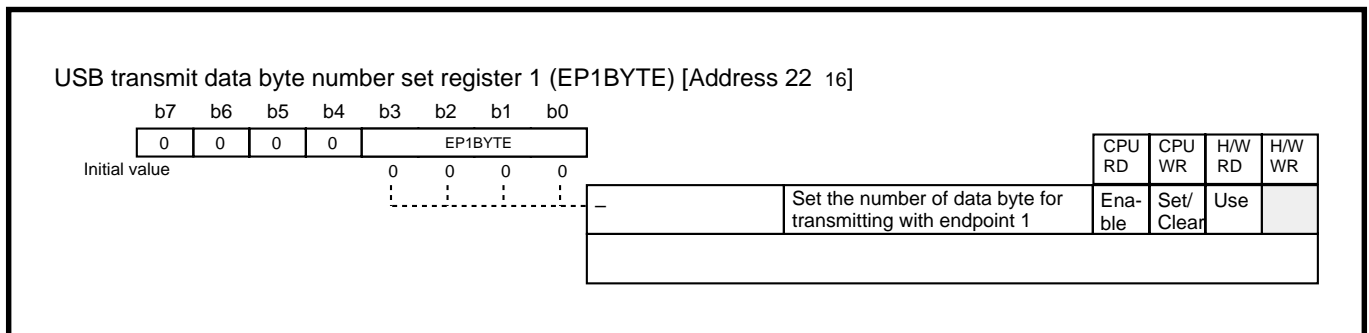 USB transmit data byte number set register 1 (EP1BYTE) [Address 22 16]
b7 b6 b5 b4 b3 b2 b1 b0
0 0 0 0 EP1BYTE
Initial value 0 0 0 0
CPU RD CPU WR H/W RD H/W WR
– Set the number of data byte for transmitting with endpoint 1 Ena-ble Set/Clear Use